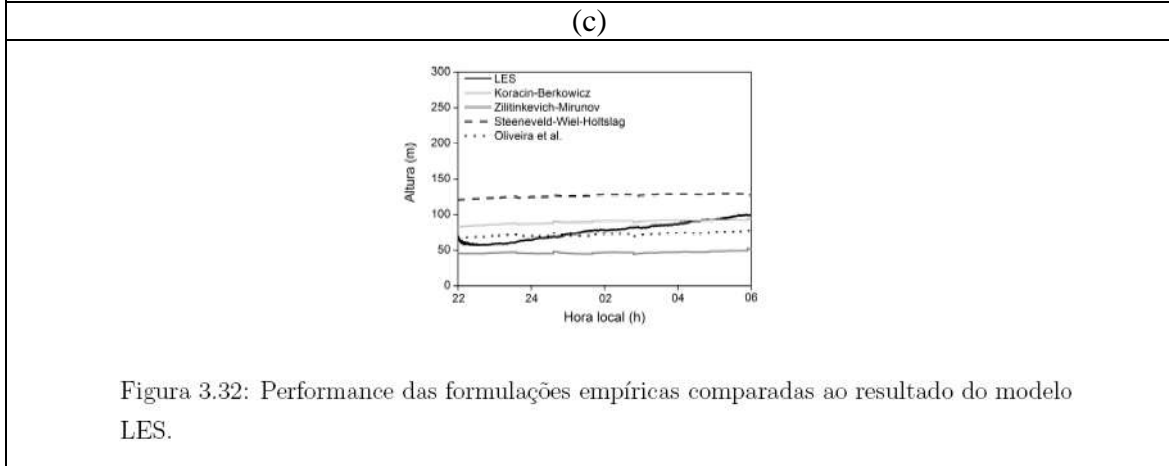 (c)
300
250
200
150
100
50
0
Altura (m)
LES
Koracin-Berkowicz
Zilitinkevich-Mirunov
Steeneveld-Wiel-Holtslag
Oliveira et al.
22 24 02 04 06
Hora local (h)
Figura 3.32: Performance das formulações empíricas comparadas ao resultado do modelo
LES.